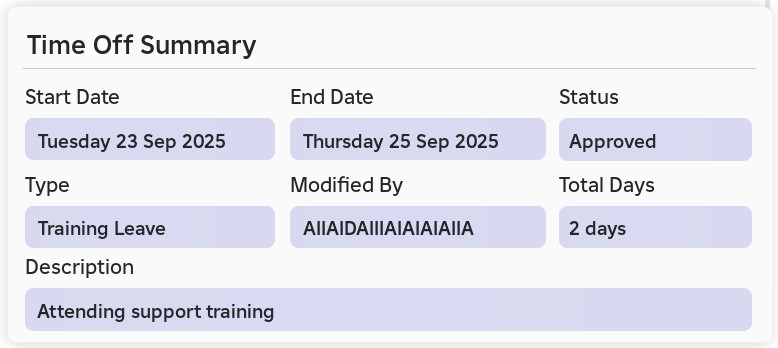 Time Off Summary
Start Date End Date Status
Tuesday 23 Sep 2025 Thursday 25 Sep 2025 Approved
Type Modified By Total Days
Training Leave 2 days
Description
Attending support training